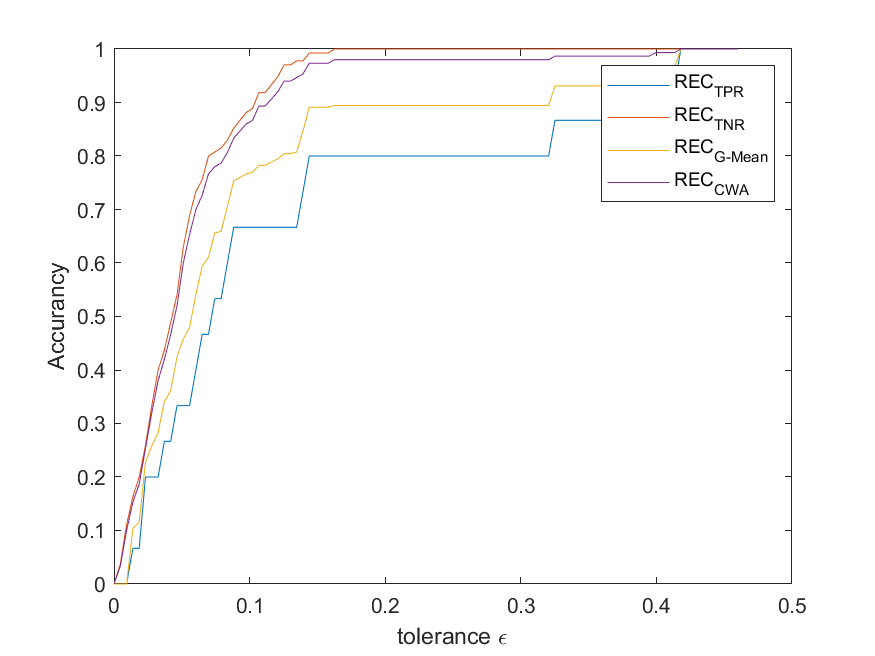 1
0.9
0.8
0.7
0.6
0.5
0.4
0.3
0.2
0.1
0
Accurancy
REC_TPR
REC_TNR
REC_G-Mean
REC_CWA
0 0.1 0.2 0.3 0.4 0.5
tolerance ϵ